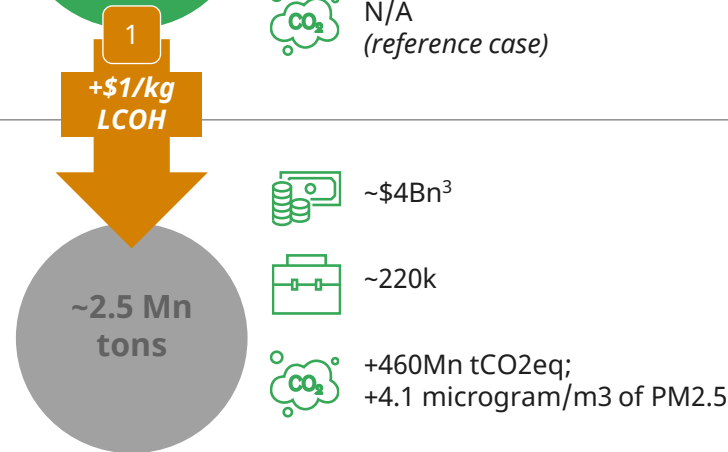 N/A
(reference case)
CO2
1
+$1/kg
LCOH
~$4Bn3
~220k
~2.5 Mn
tons
+460Mn tCO2eq;
+4.1 microgram/m3 of PM2.5
CO2